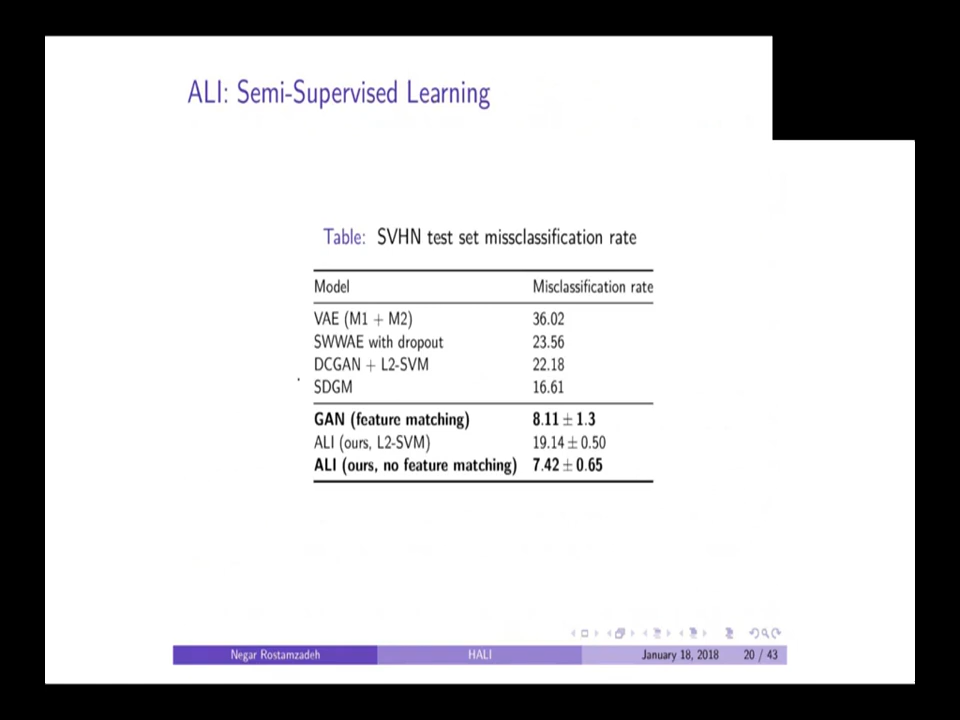 ALI: Semi-Supervised Learning
Table: SVHN test set missclassification rate
Model Misclassification rate
VAE (M1 + M2) 36.02
SWWAE with dropout 23.56
DCGAN + L2-SVM 22.18
SDGM 16.61
GAN (feature matching) 8.11 ± 1.3
ALI (ours, L2-SVM) 19.14 ± 0.50
ALI (ours, no feature matching) 7.42 ± 0.65
Negar Rostamzadeh HALI January 18, 2018 20 / 43